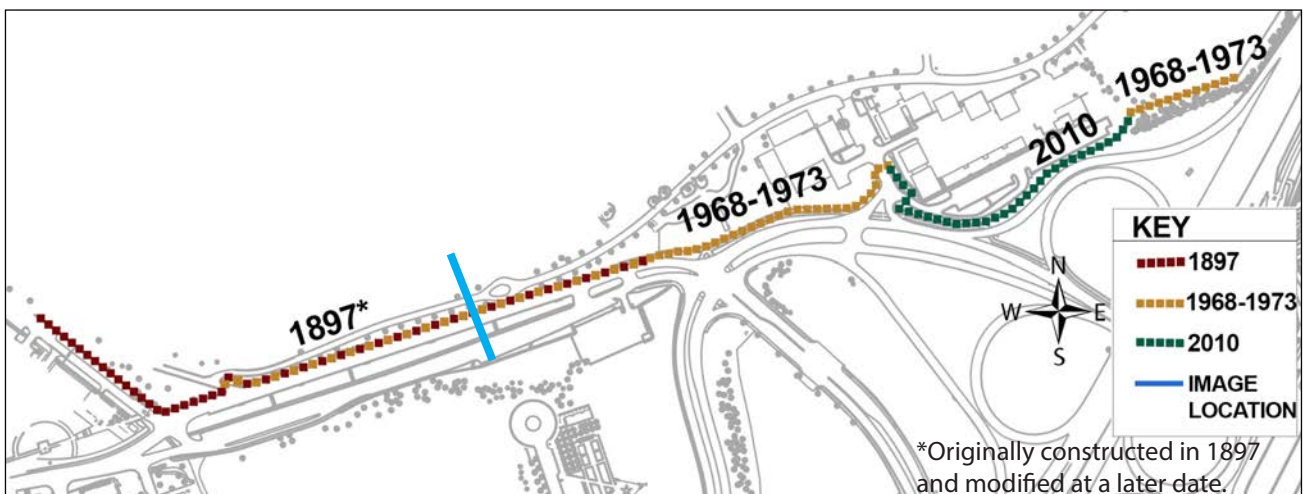 1968-1973
2010
1968-1973
1897*
KEY
1897
1968-1973
2010
IMAGE
LOCATION
N
W E
S
*Originally constructed in 1897
and modified at a later date.